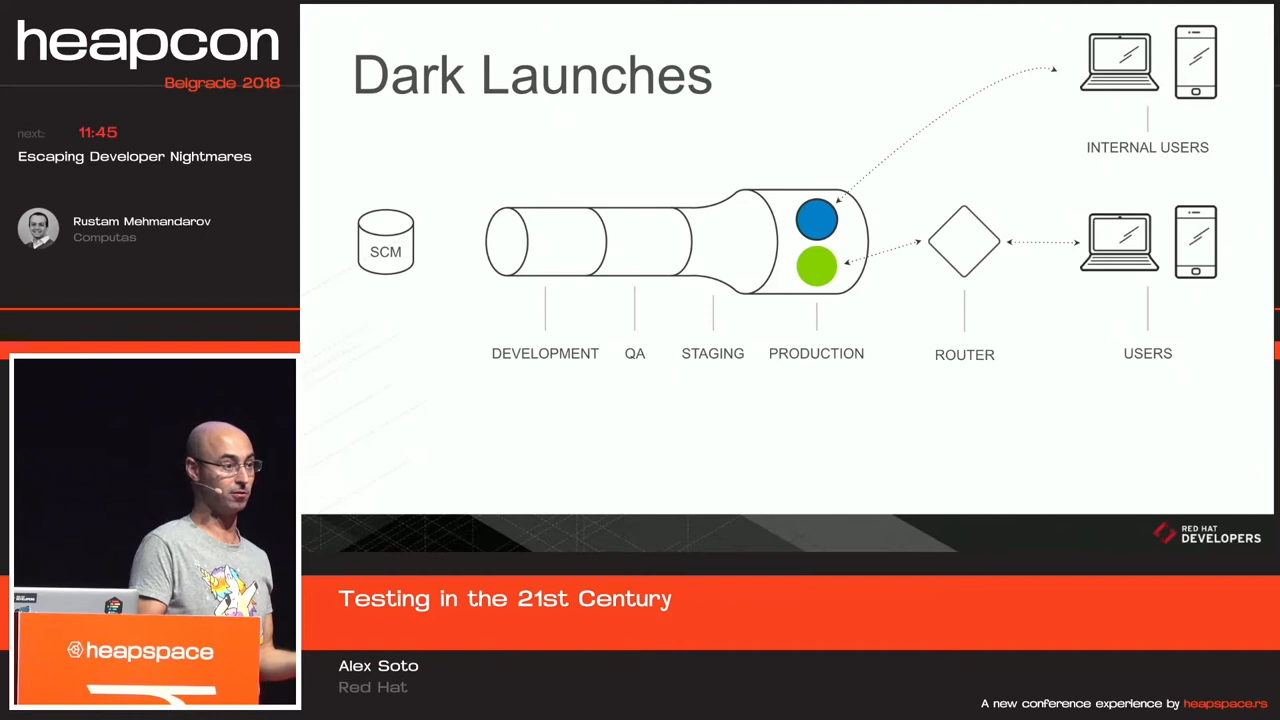 heapcon
Belgrade 2018
next: 11:45
Escaping Developer Nightmares
Rustam Mehmandarov
Computas
Dark Launches
INTERNAL USERS
SCM
DEVELOPMENT
QA
STAGING
PRODUCTION
ROUTER
USERS
RED HAT
DEVELOPERS
heapspace
Testing in the 21st Century
Alex Soto
Red Hat
A new conference experience by heapspace.rs